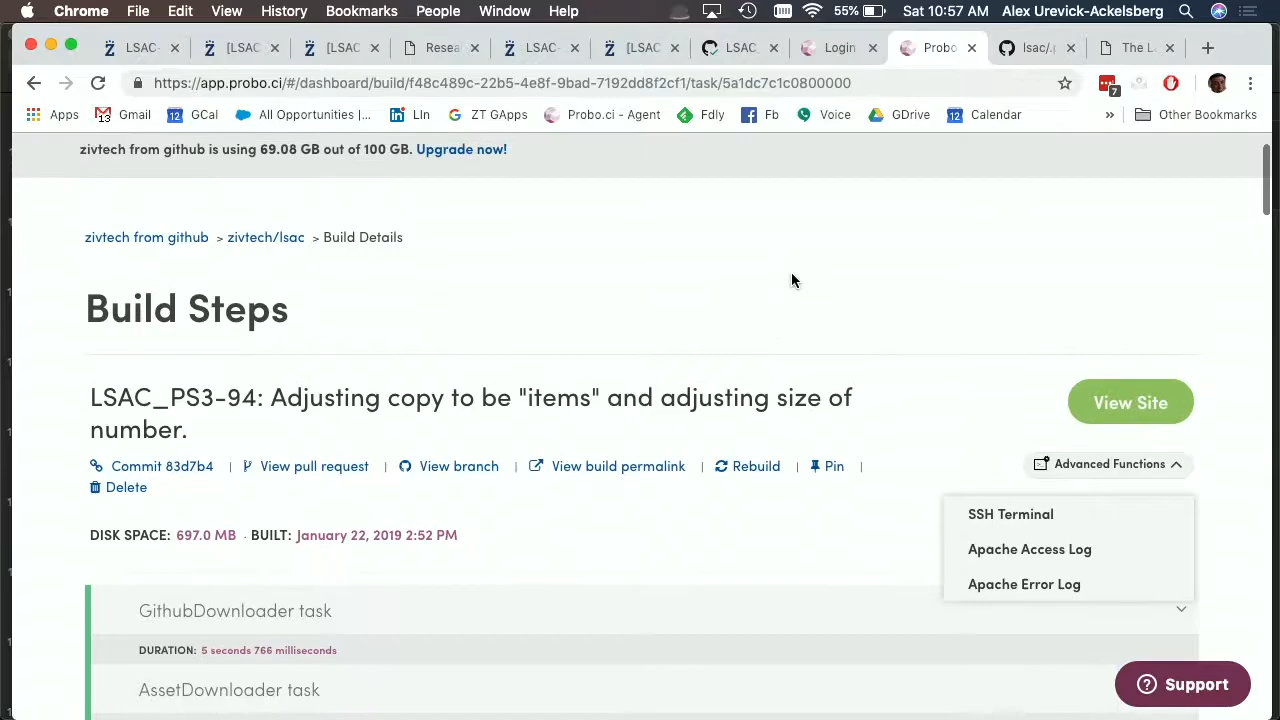 Chrome File Edit View History Bookmarks People Window Help 55% Sat 10:57 AM Alex Urevick-Ackelsberg
LSAC- [LSAC [LSAC Resea LSAC- [LSAC LSAC Login Probo lsac/. The L
https://app.probo.ci/#/dashboard/build/f48c489c-22b5-4e8f-9bad-7192dd8f2cf1/task/5a1dc7c1c0800000 7
Apps 13 Gmail 12 GCal All Opportunities |... LIn ZT GApps Probo.ci - Agent Fdly Fb Voice GDrive 12 Calendar » Other Bookmarks
zivtech from github is using 69.08 GB out of 100 GB. Upgrade now!
zivtech from github > zivtech/lsac > Build Details
Build Steps
LSAC_PS3-94: Adjusting copy to be "items" and adjusting size of
number.
View Site
Commit 83d7b4 | View pull request | View branch | View build permalink | Rebuild | Pin |
Delete
Advanced Functions
SSH Terminal
Apache Access Log
Apache Error Log
DISK SPACE: 697.0 MB · BUILT: January 22, 2019 2:52 PM
GithubDownloader task
DURATION: 5 seconds 766 milliseconds
AssetDownloader task
Support